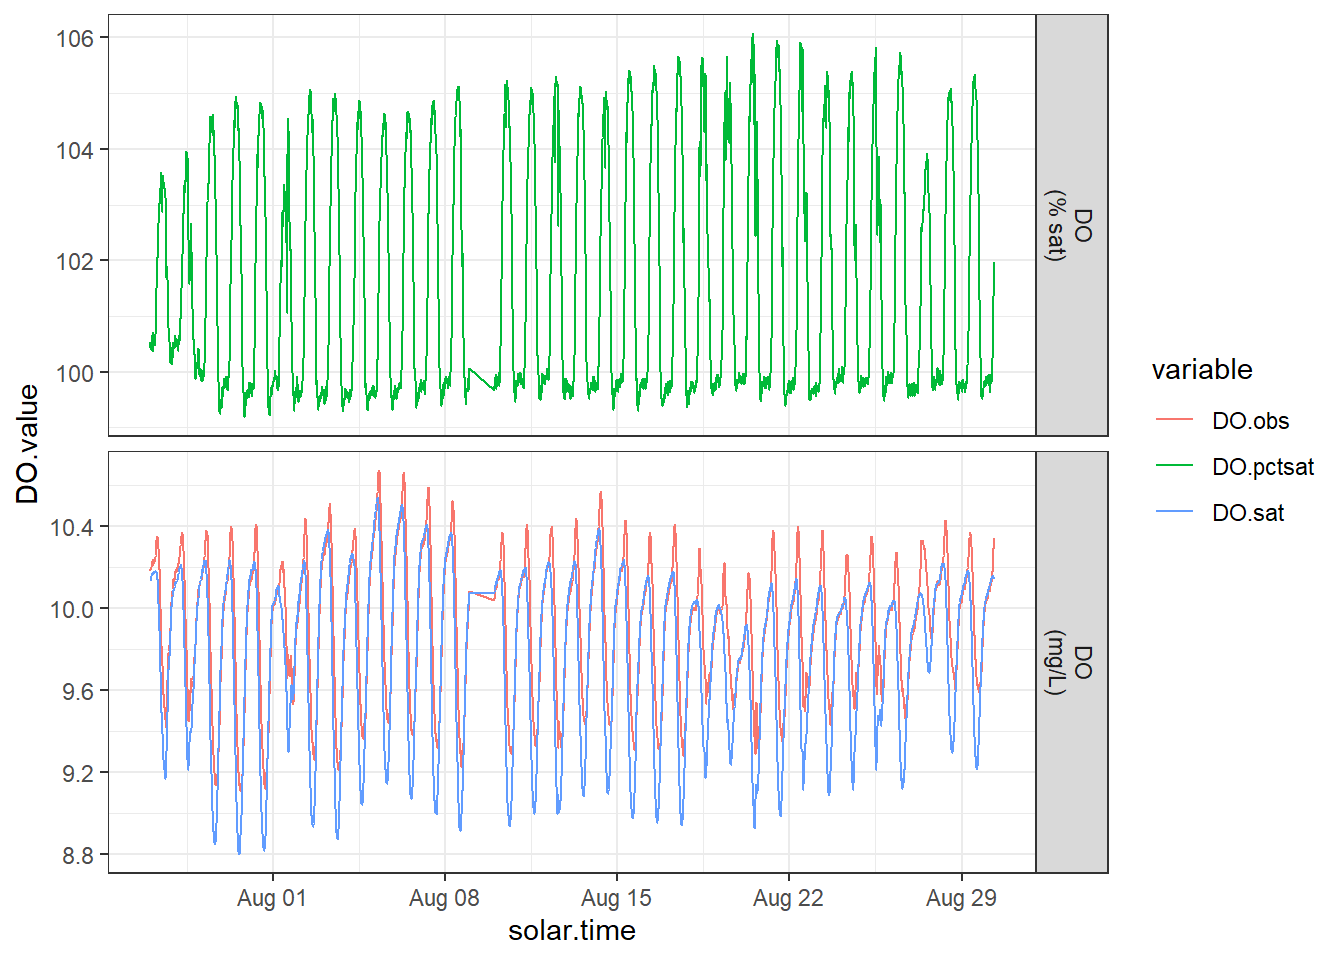 DO.value
106
104
102
100
DO
(% sat)
10.4
10.0
9.6
9.2
8.8
DO
(mg/L)
Aug 01
Aug 08
Aug 15
Aug 22
Aug 29
solar.time
variable
DO.obs
DO.pctsat
DO.sat